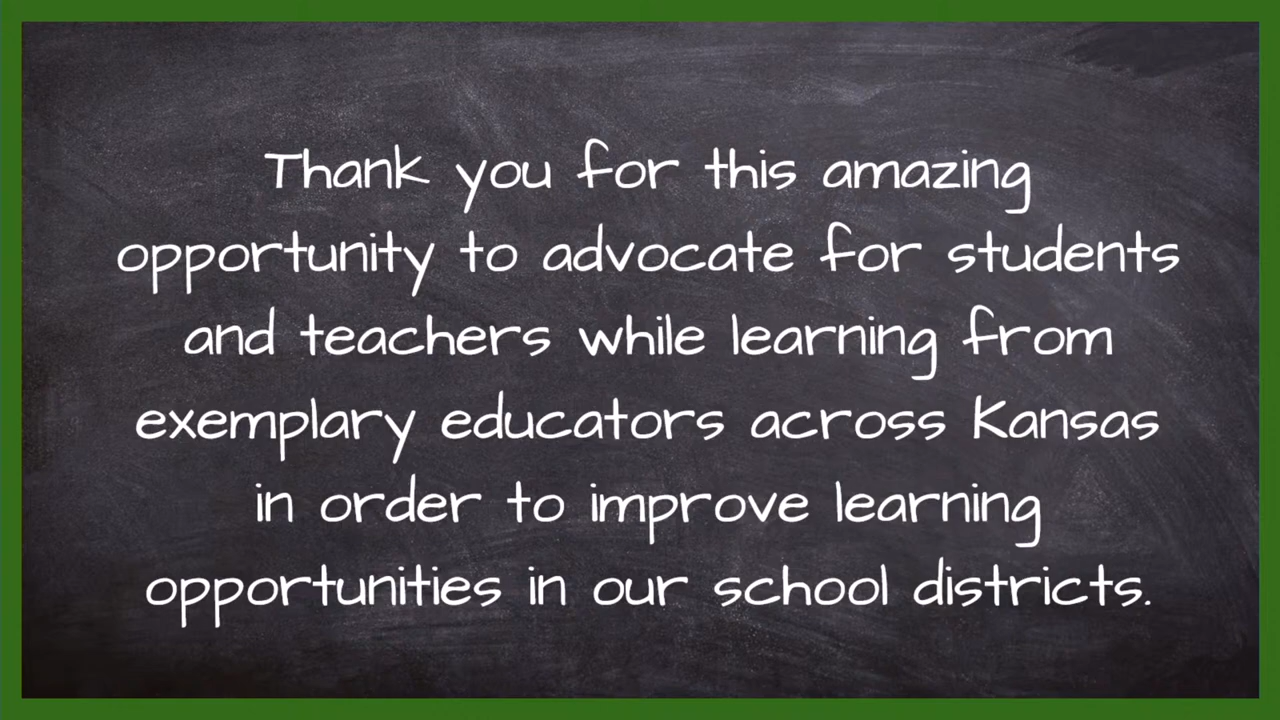 Thank you for this amazing
opportunity to advocate for students
and teachers while learning from
exemplary educators across Kansas
in order to improve learning
opportunities in our school districts.